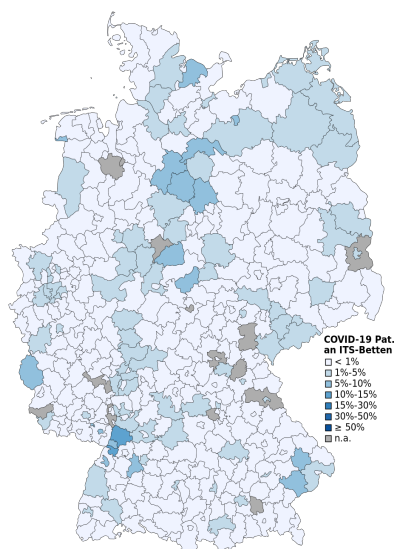 COVID-19 Pat.
an ITS-Betten
< 1%
1%-5%
5%-10%
10%-15%
15%-30%
30%-50%
≥ 50%
n.a.